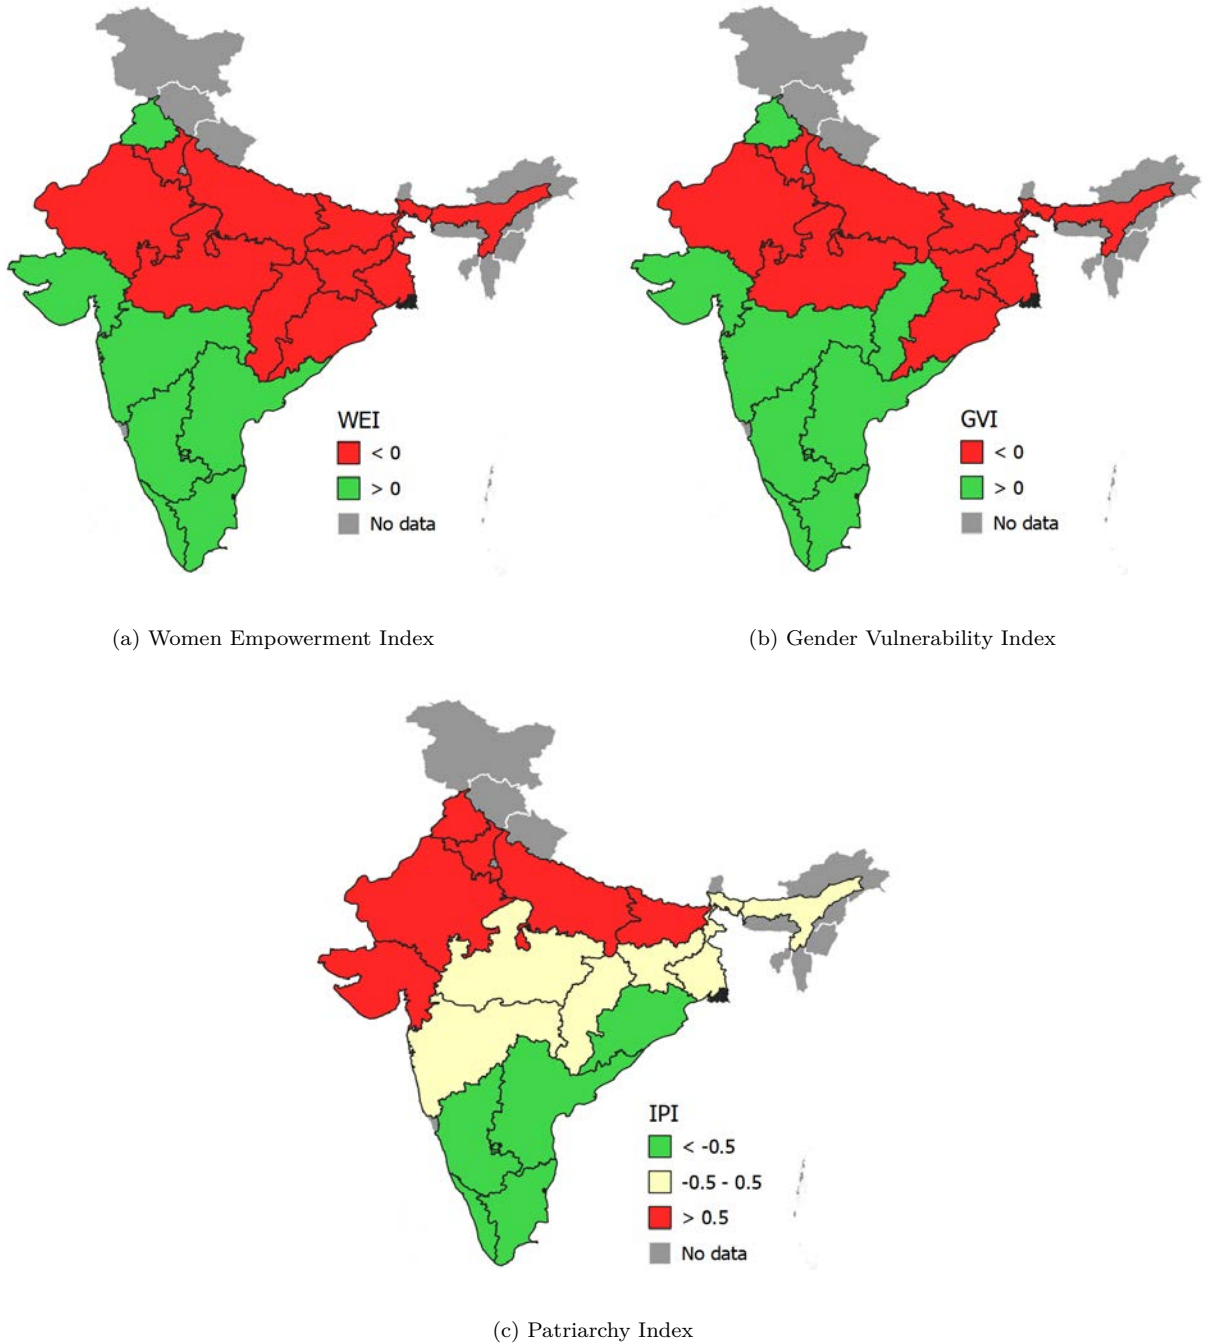 WEI
< 0
> 0
No data
GVI
< 0
> 0
No data
(a) Women Empowerment Index
(b) Gender Vulnerability Index
IPI
< -0.5
-0.5 - 0.5
> 0.5
No data
(c) Patriarchy Index